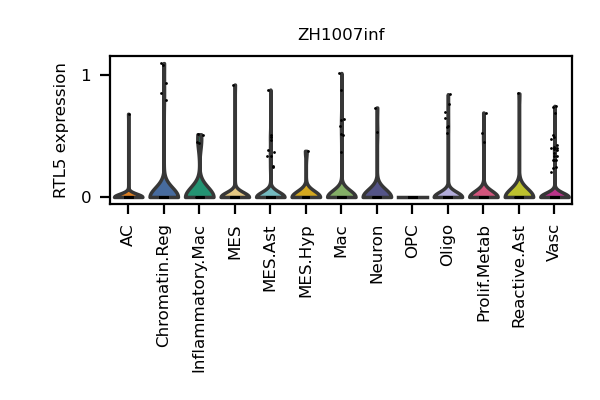 ZH1007inf
RTL5 expression
1
0
AC
Chromatin.Reg
Inflammatory.Mac
MES
MES.Ast
MES.Hyp
Mac
Neuron
OPC
Oligo
Prolif.Metab
Reactive.Ast
Vasc